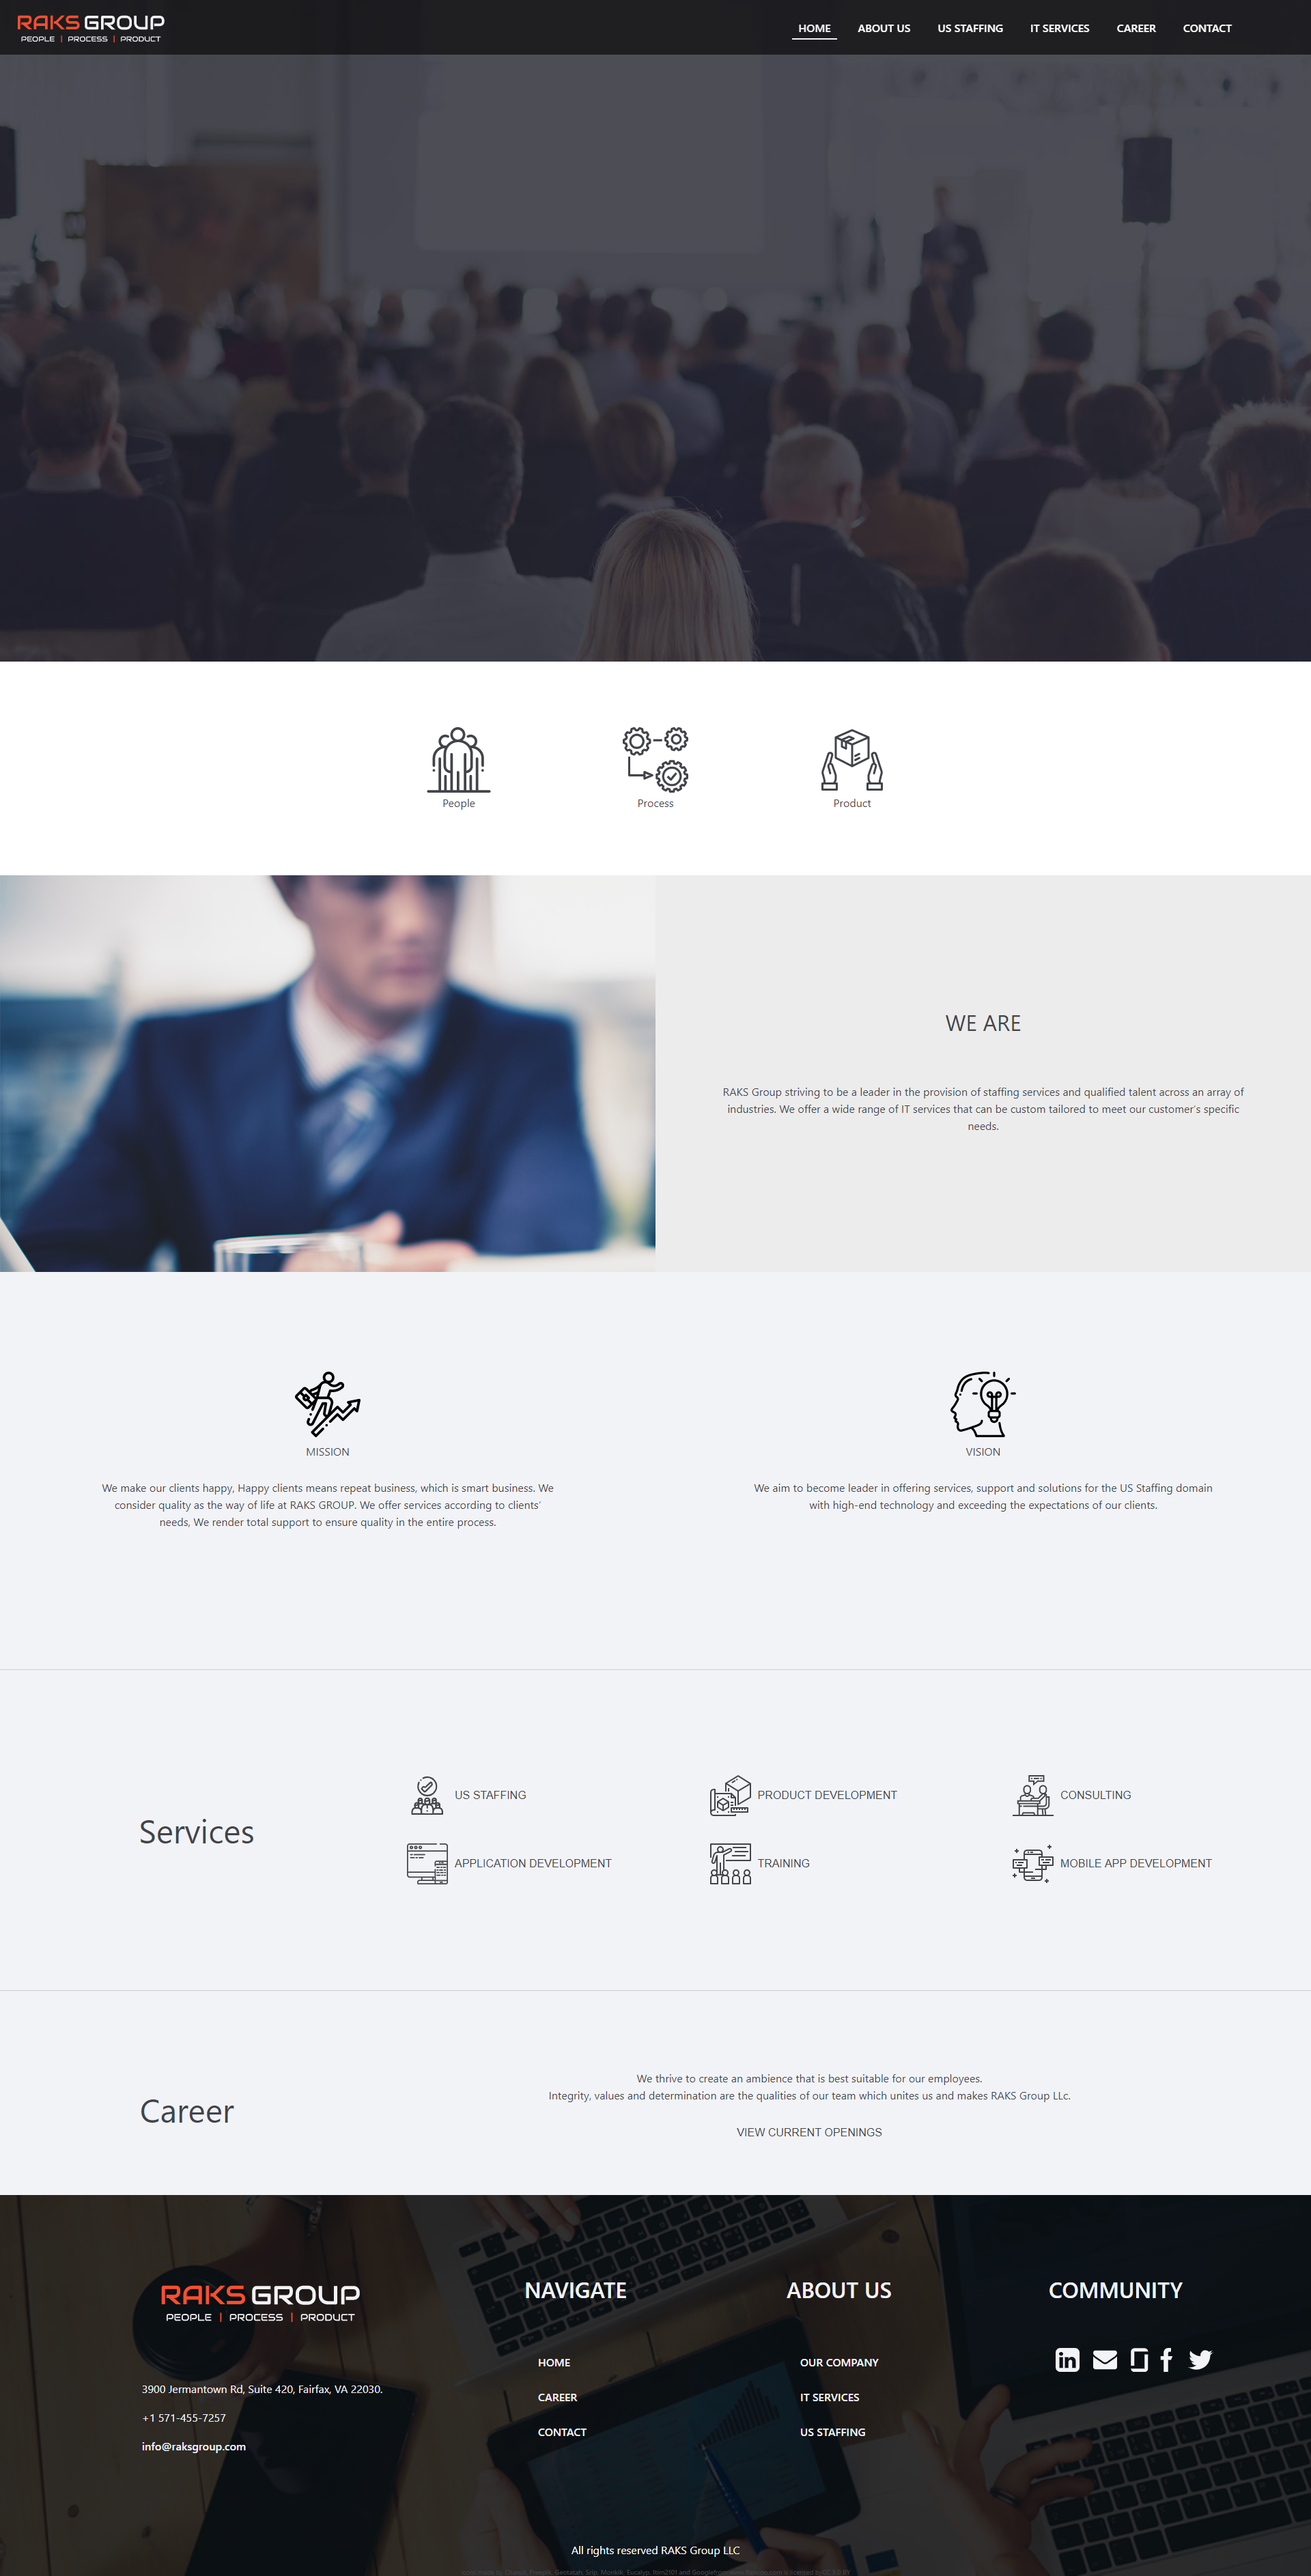 RAKS GROUP
PEOPLE | PROCESS | PRODUCT
HOME
ABOUT US
US STAFFING
IT SERVICES
CAREER
CONTACT
People
Process
Product
WE ARE
RAKS Group striving to be a leader in the provision of staffing services and qualified talent across an array of
industries. We offer a wide range of IT services that can be custom tailored to meet our customer's specific
needs.
MISSION
We make our clients happy, Happy clients means repeat business, which is smart business. We
consider quality as the way of life at RAKS GROUP. We offer services according to clients'
needs, We render total support to ensure quality in the entire process.
VISION
We aim to become leader in offering services, support and solutions for the US Staffing domain
with high-end technology and exceeding the expectations of our clients.
Services
US STAFFING
PRODUCT DEVELOPMENT
CONSULTING
APPLICATION DEVELOPMENT
TRAINING
MOBILE APP DEVELOPMENT
Career
We thrive to create an ambience that is best suitable for our employees.
Integrity, values and determination are the qualities of our team which unites us and makes RAKS Group LLc.
VIEW CURRENT OPENINGS
RAKS GROUP
PEOPLE | PROCESS | PRODUCT
3900 Jermantown Rd, Suite 420, Fairfax, VA 22030.
+1 571-455-7257
info@raksgroup.com
NAVIGATE
HOME
CAREER
CONTACT
ABOUT US
OUR COMPANY
IT SERVICES
US STAFFING
COMMUNITY
All rights reserved RAKS Group LLC